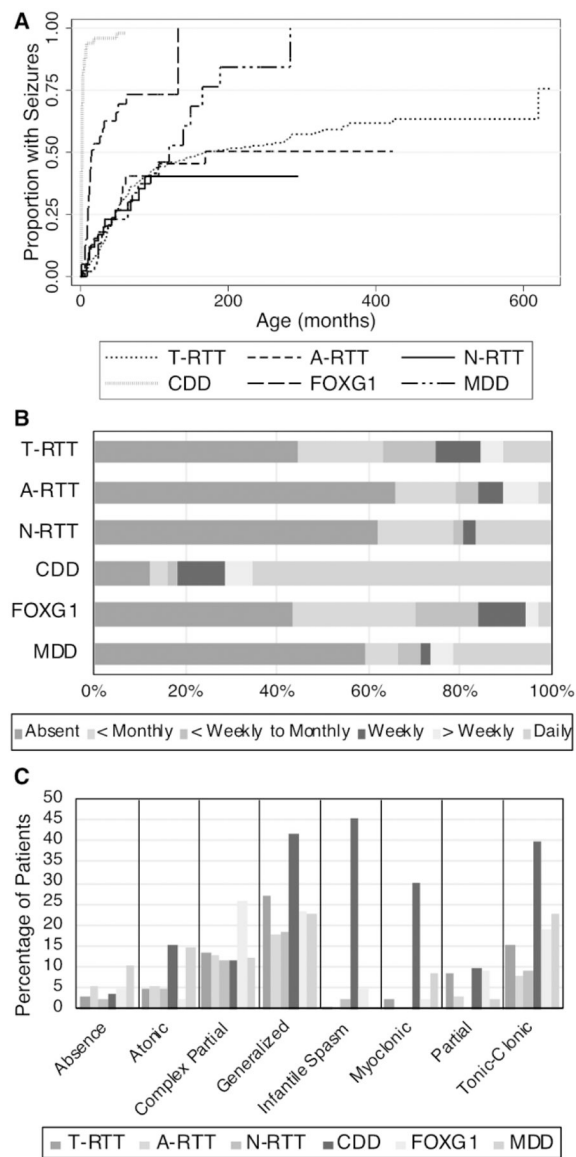 A
Proportion with Seizures
1.00
0.75
0.50
0.25
0.00
0 200 400 600
Age (months)
T-RTT A-RTT N-RTT
CDD FOXG1 MDD
B
T-RTT
A-RTT
N-RTT
CDD
FOXG1
MDD
0% 20% 40% 60% 80% 100%
Absent < Monthly < Weekly to Monthly Weekly > Weekly Daily
C
Percentage of Patients
50
45
40
35
30
25
20
15
10
5
0
Absence Atonic Complex Partial Generalized Infantile Spasm Myoclonic Partial Tonic-Clonic
T-RTT A-RTT N-RTT CDD FOXG1 MDD